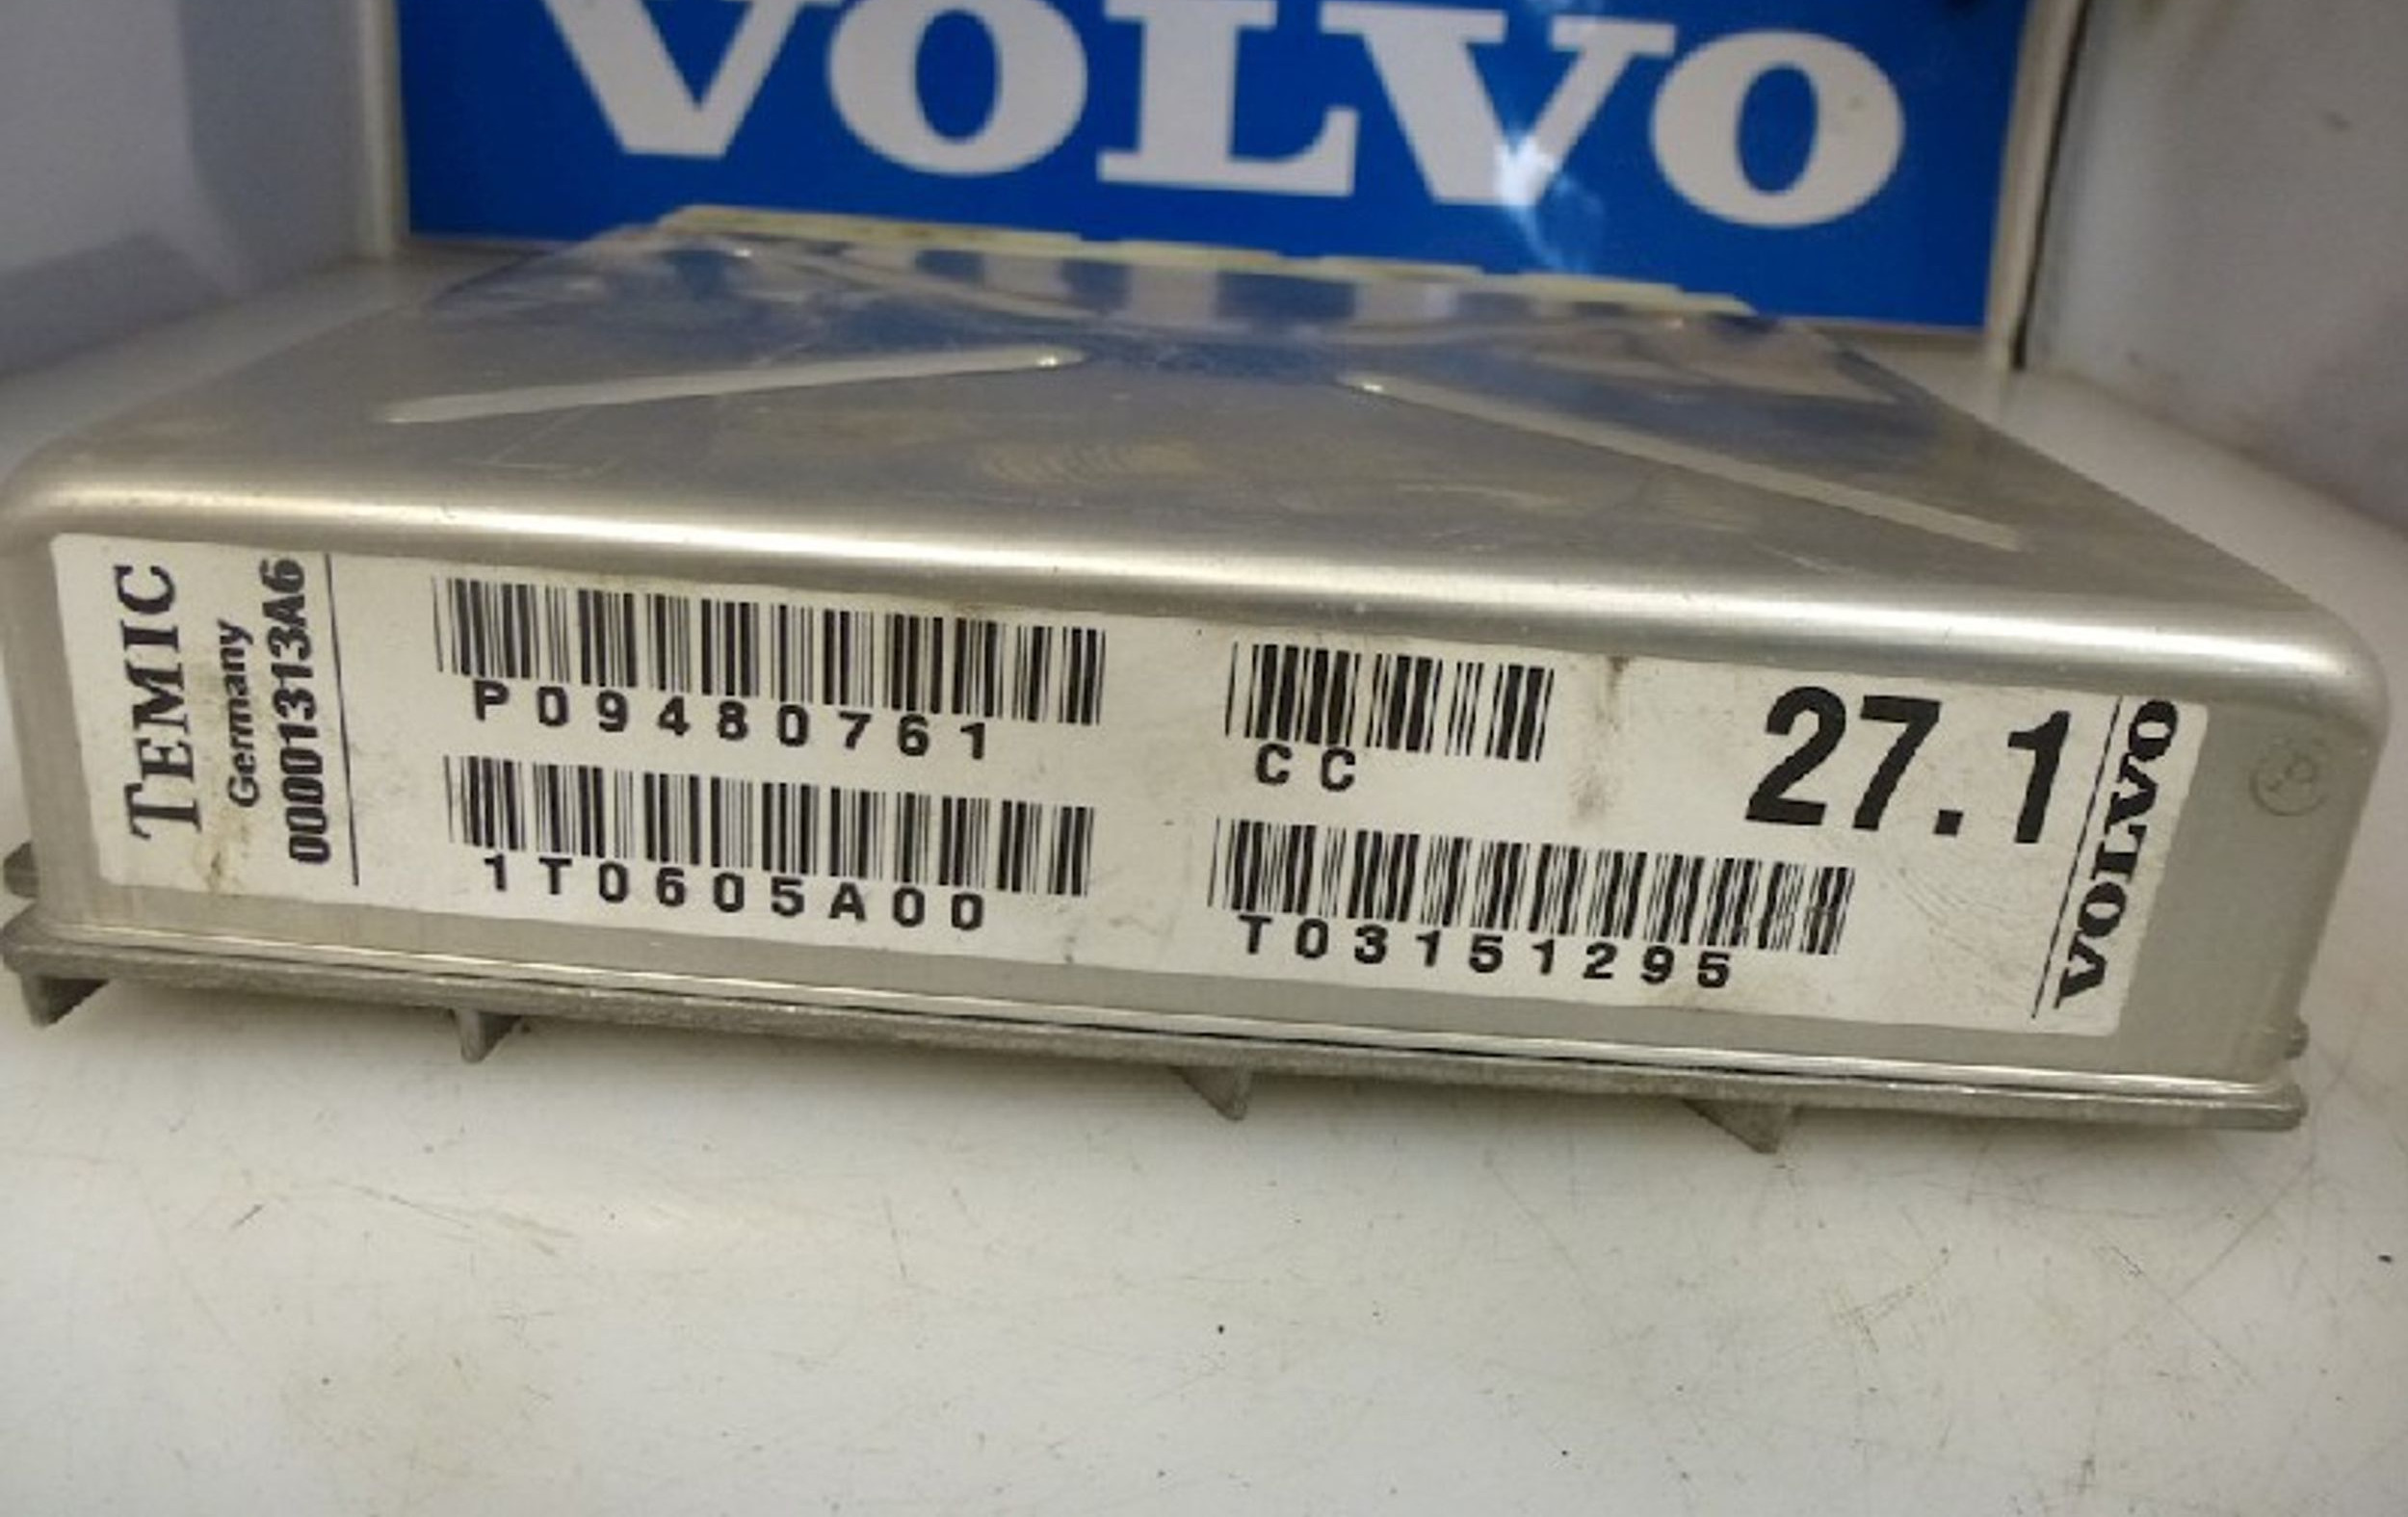 VOLVO
TEMIC
Germany
00001313A6
P09480761
CC
27.1
1T0605A00
T03151295
VOLVO